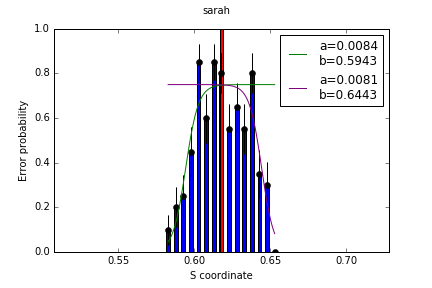 sarah
1.0
0.8
0.6
0.4
0.2
0.0
Error probability
a=0.0084
b=0.5943
a=0.0081
b=0.6443
0.55 0.60 0.65 0.70
S coordinate